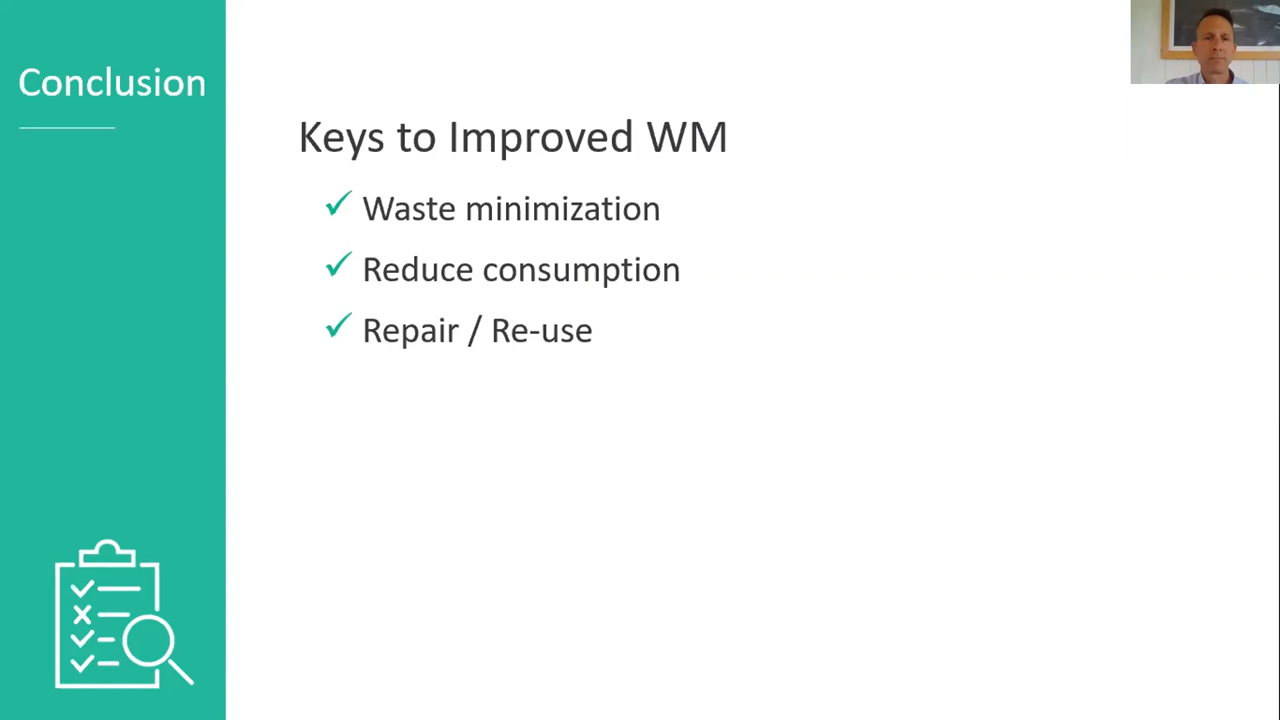 Conclusion
Keys to Improved WM
✓ Waste minimization
✓ Reduce consumption
✓ Repair / Re-use